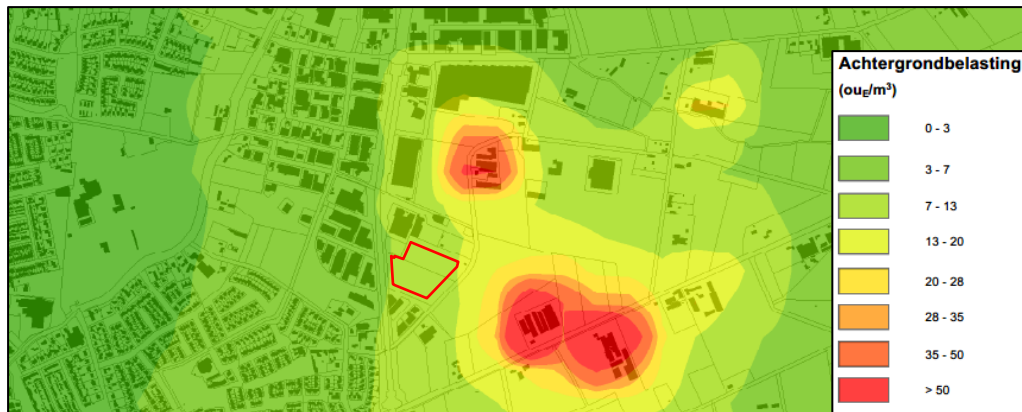 Achtergrondbelasting
(ouE/m³)
0 - 3
3 - 7
7 - 13
13 - 20
20 - 28
28 - 35
35 - 50
> 50